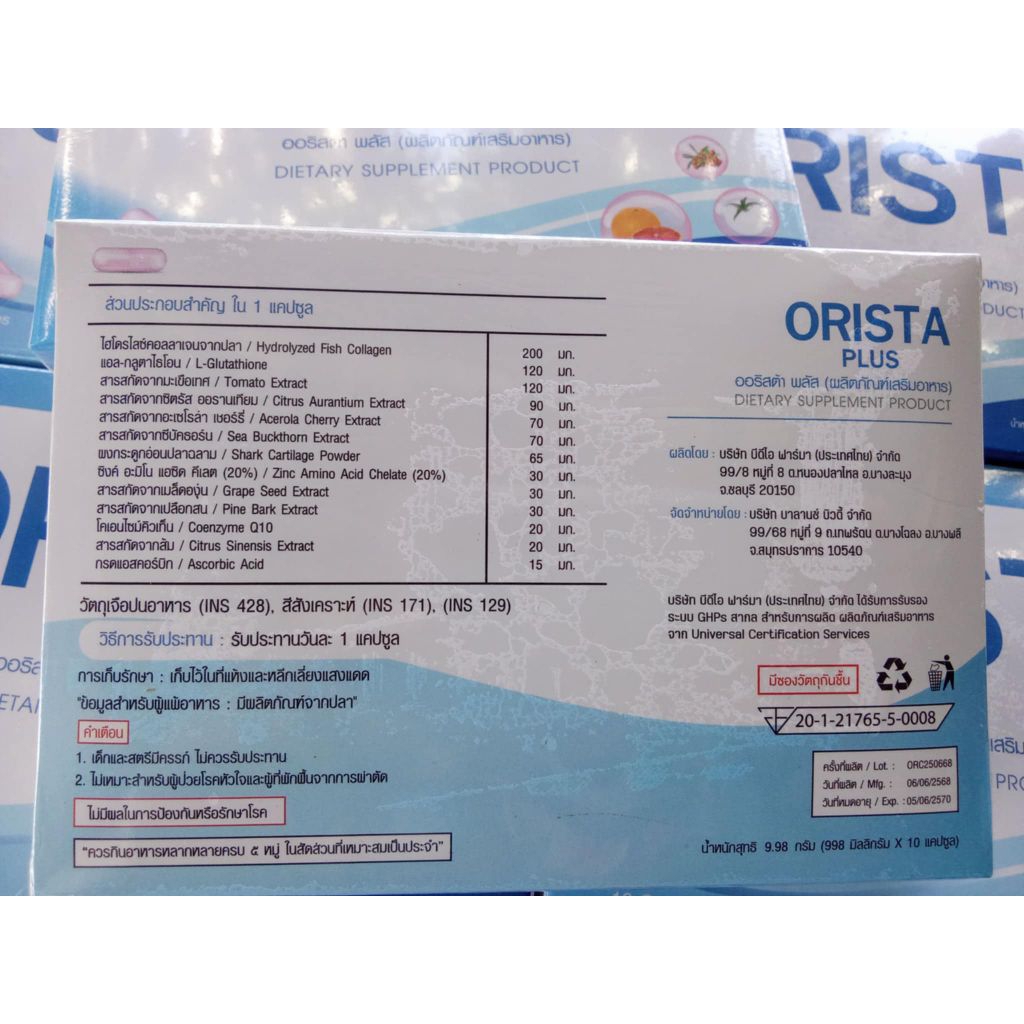 ออริสต้า พลัส (ผลิตภัณฑ์เสริมอาหาร)
DIETARY SUPPLEMENT PRODUCT
ส่วนประกอบสำคัญ ใน 1 แคปซูล
ไฮโดรไลซ์คอลลาเจนจากปลา / Hydrolyzed Fish Collagen 200 มก.
แอล-กลูตาไธโอน / L-Glutathione 120 มก.
สารสกัดจากมะเขือเทศ / Tomato Extract 120 มก.
สารสกัดจากซิตรัส ออรานเทียม / Citrus Aurantium Extract 90 มก.
สารสกัดจากอะเซโรล่า เชอร์รี่ / Acerola Cherry Extract 70 มก.
สารสกัดจากซีบัคธอร์น / Sea Buckthorn Extract 70 มก.
ผงกระดูกอ่อนปลาฉลาม / Shark Cartilage Powder 65 มก.
ซิงค์ อะมิโน แอซิด คีเลต (20%) / Zinc Amino Acid Chelate (20%) 30 มก.
สารสกัดจากเมล็ดองุ่น / Grape Seed Extract 30 มก.
สารสกัดจากเปลือกสน / Pine Bark Extract 30 มก.
โคเอนไซม์คิวเท็น / Coenzyme Q10 20 มก.
สารสกัดจากส้ม / Citrus Sinensis Extract 20 มก.
กรดแอสคอร์บิก / Ascorbic Acid 15 มก.
วัตถุเจือปนอาหาร (INS 428), สีสังเคราะห์ (INS 171), (INS 129)
วิธีการรับประทาน : รับประทานวันละ 1 แคปซูล
การเก็บรักษา : เก็บไว้ในที่แห้งและหลีกเลี่ยงแสงแดด
"ข้อมูลสำหรับผู้แพ้อาหาร : มีผลิตภัณฑ์จากปลา"
คำเตือน
1. เด็กและสตรีมีครรภ์ ไม่ควรรับประทาน
2. ไม่เหมาะสำหรับผู้ป่วยโรคหัวใจและผู้ที่พักฟื้นจากการผ่าตัด
ไม่มีผลในการป้องกันหรือรักษาโรค
"ควรกินอาหารหลากหลายครบ ๕ หมู่ ในสัดส่วนที่เหมาะสมเป็นประจำ"
ORISTA
PLUS
ออริสต้า พลัส (ผลิตภัณฑ์เสริมอาหาร)
DIETARY SUPPLEMENT PRODUCT
ผลิตโดย : บริษัท บีดีไอ ฟาร์มา (ประเทศไทย) จำกัด
99/8 หมู่ที่ 8 ต.หนองปลาไหล อ.บางละมุง
จ.ชลบุรี 20150
จัดจำหน่ายโดย : บริษัท บาลานซ์ บิวตี้ จำกัด
99/68 หมู่ที่ 9 ถ.เทพรัตน ต.บางโฉลง อ.บางพลี
จ.สมุทรปราการ 10540
บริษัท บีดีไอ ฟาร์มา (ประเทศไทย) จำกัด ได้รับการรับรอง
ระบบ GHPs สากล สำหรับการผลิต ผลิตภัณฑ์เสริมอาหาร
จาก Universal Certification Services
มีซองวัตถุกันชื้น
20-1-21765-5-0008
ครั้งที่ผลิต / Lot. : ORC250668
วันที่ผลิต / Mfg. : 06/06/2568
วันที่หมดอายุ / Exp. : 05/06/2570
น้ำหนักสุทธิ 9.98 กรัม (998 มิลลิกรัม X 10 แคปซูล)